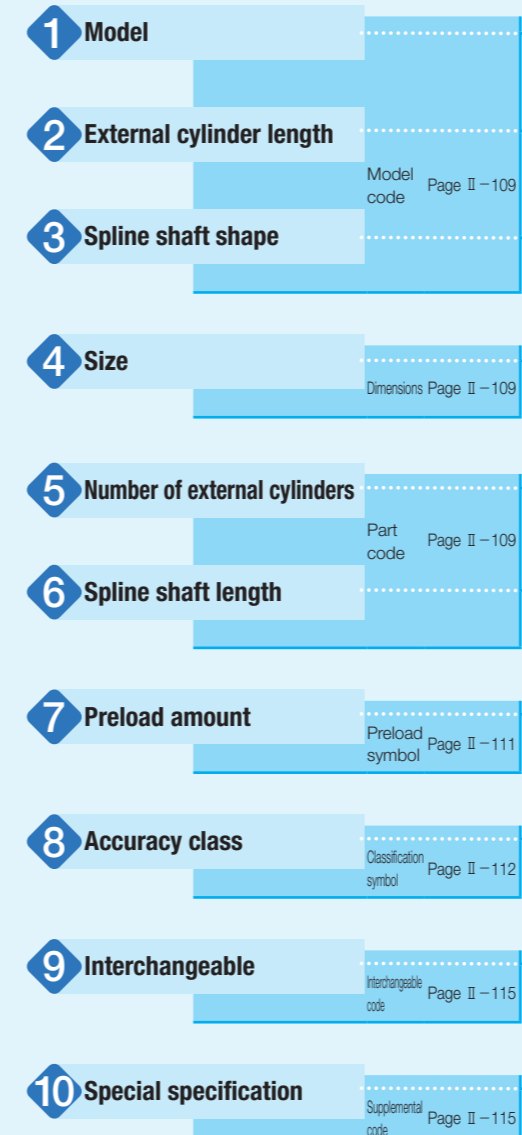 1 Model
2 External cylinder length
Model
code
Page Ⅱ－109
3 Spline shaft shape
4 Size
Dimensions Page Ⅱ－109
5 Number of external cylinders
Part
code
Page Ⅱ－109
6 Spline shaft length
7 Preload amount
Preload
symbol
Page Ⅱ－111
8 Accuracy class
Classification
symbol
Page Ⅱ－112
9 Interchangeable
Interchangeable
code
Page Ⅱ－115
10 Special specification
Supplemental
code
Page Ⅱ－115